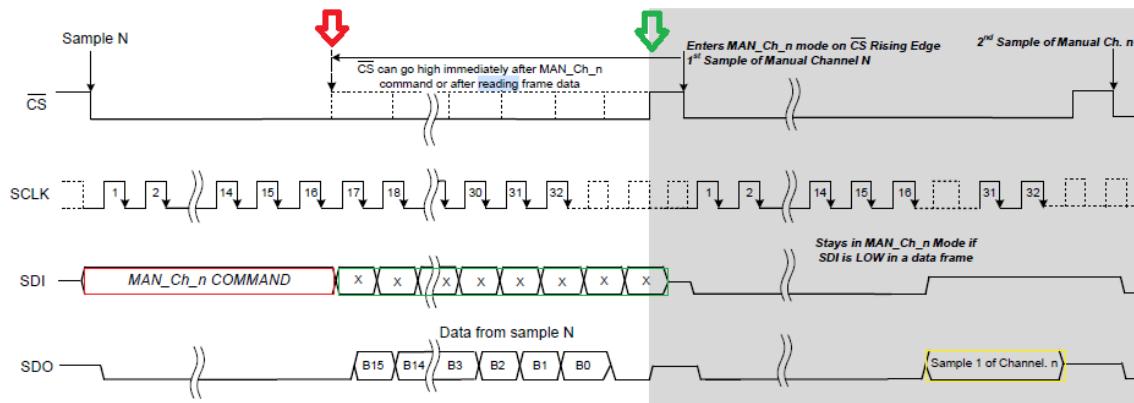 Sample N
Enters MAN_Ch_n mode on CS Rising Edge
1st Sample of Manual Channel N
2nd Sample of Manual Ch. n
CS can go high immediately after MAN_Ch_n
command or after reading frame data
CS
SCLK
1 2 14 15 16 17 18 30 31 32 1 2 14 15 16 31 32
Stays in MAN_Ch_n Mode if
SDI is LOW in a data frame
SDI
MAN_Ch_n COMMAND
X X X X X X X X
Data from sample N
SDO
B15 B14 B3 B2 B1 B0
Sample 1 of Channel. n